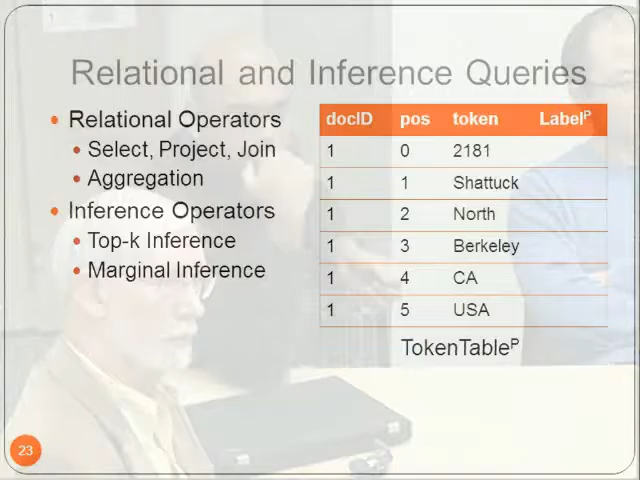 Relational and Inference Queries
• Relational Operators
• Select, Project, Join
• Aggregation
• Inference Operators
• Top-k Inference
• Marginal Inference
docID pos token Labelᴾ
1 0 2181
1 1 Shattuck
1 2 North
1 3 Berkeley
1 4 CA
1 5 USA
TokenTableᴾ
23